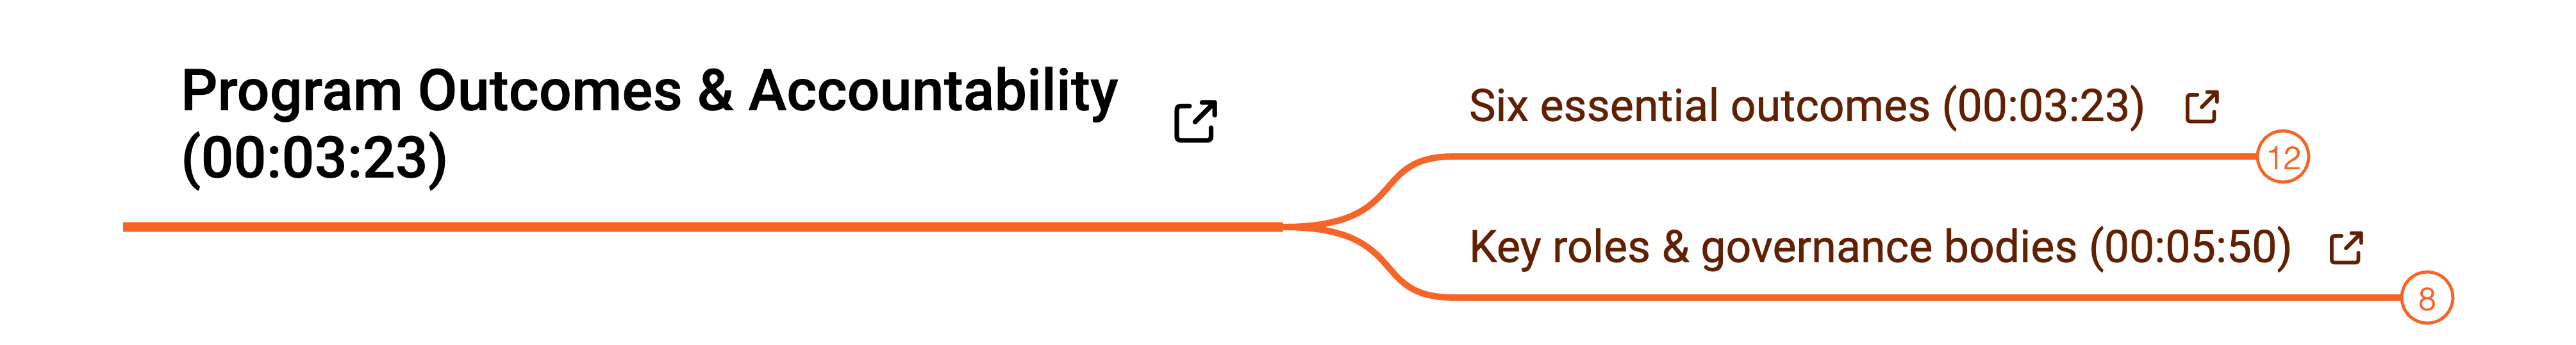 Program Outcomes & Accountability
(00:03:23)
Six essential outcomes (00:03:23)
12
Key roles & governance bodies (00:05:50)
8